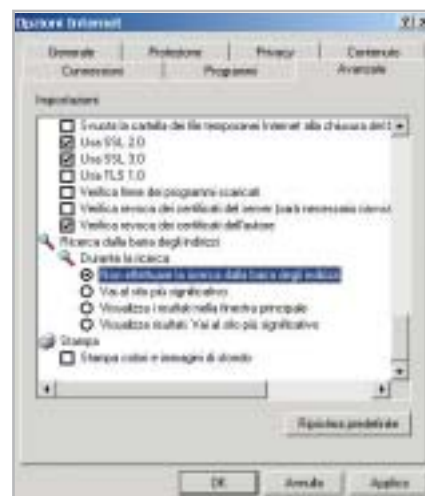 Opzioni Internet
Generale Protezione Privacy Contenuto
Connessioni Programmi Avanzate
Impostazioni
Svuota la cartella dei file temporanei Internet alla chiusura del
Usa SSL 2.0
Usa SSL 3.0
Usa TLS 1.0
Verifica firme dei programmi scaricati
Verifica revoca dei certificati del server (sarà necessario
Verifica revoca dei certificati dell'autore
Ricerca dalla barra degli indirizzi
Durante la ricerca
Non effettuare la ricerca dalla barra degli indirizzi
Vai al sito più significativo
Visualizza i risultati nella finestra principale
Visualizza risultati. Vai al sito più significativo
Stampa
Stampa colori e immagini di sfondo
Ripristina predefinite
OK Annulla Applica